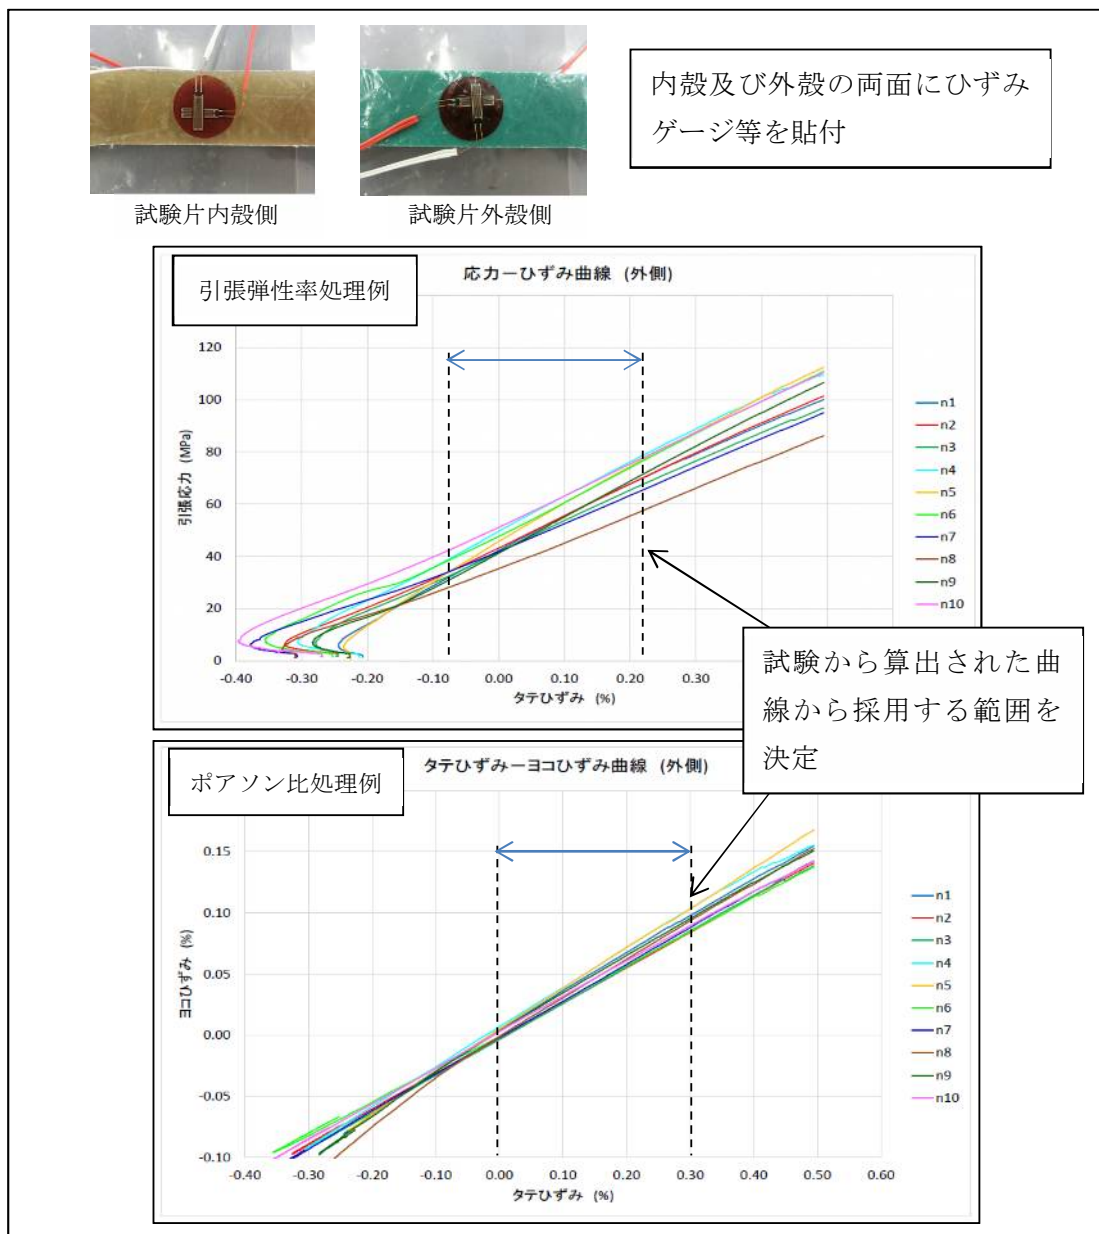 内殻及び外殻の両面にひずみ
ゲージ等を貼付
試験片内殻側
試験片外殻側
引張弾性率処理例
応力ーひずみ曲線 (外側)
引張応力 (MPa)
120
100
80
60
40
20
0
-0.40
-0.30
-0.20
-0.10
0.00
0.10
0.20
0.30
タテひずみ (%)
n1
n2
n3
n4
n5
n6
n7
n8
n9
n10
試験から算出された曲
線から採用する範囲を
決定
ポアソン比処理例
タテひずみーヨコひずみ曲線 (外側)
ヨコひずみ (%)
0.15
0.10
0.05
0.00
-0.05
-0.10
-0.40
-0.30
-0.20
-0.10
0.00
0.10
0.20
0.30
0.40
0.50
0.60
タテひずみ (%)
n1
n2
n3
n4
n5
n6
n7
n8
n9
n10